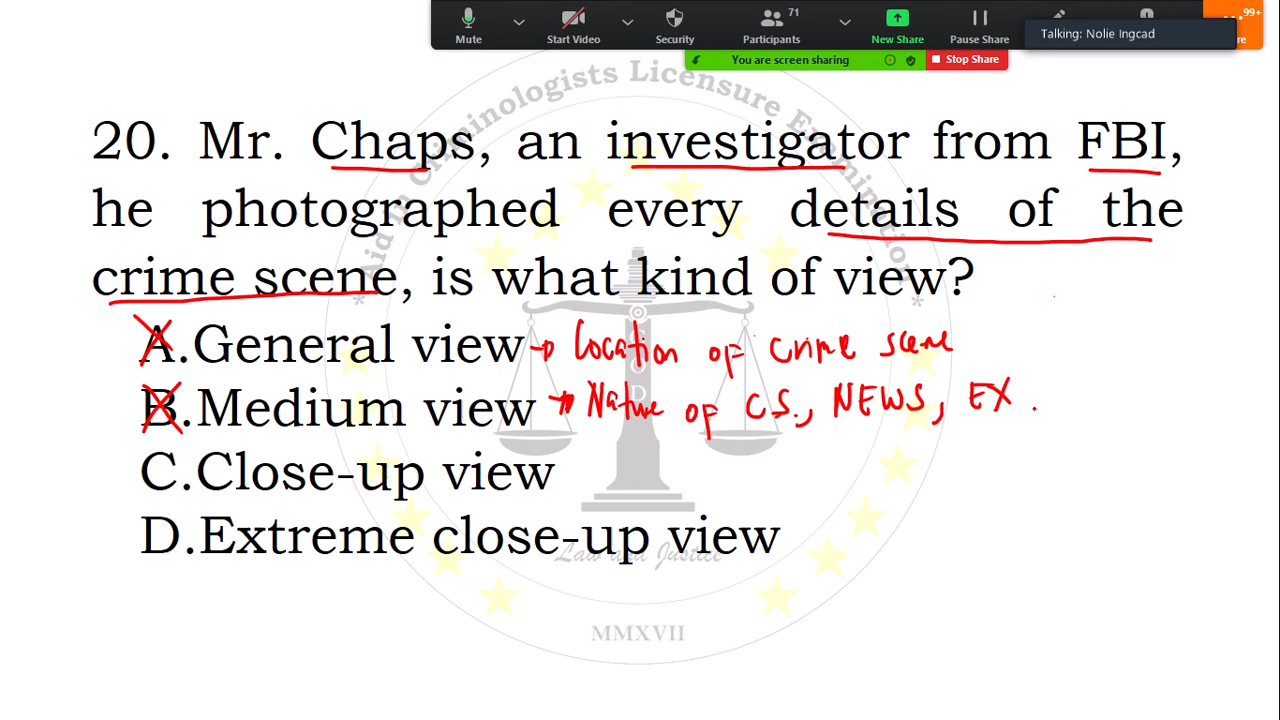 99+
71
Mute
Start Video
Security
Participants
New Share
Pause Share
Talking: Nolie Ingcad
You are screen sharing
Stop Share
* Aid in Criminologists Licensure Examination *
20. Mr. Chaps, an investigator from FBI,
he photographed every details of the
crime scene, is what kind of view?
A.General view → Location of crime scene
B.Medium view → Nature of C.S., NEWS, EX.
C.Close-up view
D.Extreme close-up view
Law and Justice
MMXVII